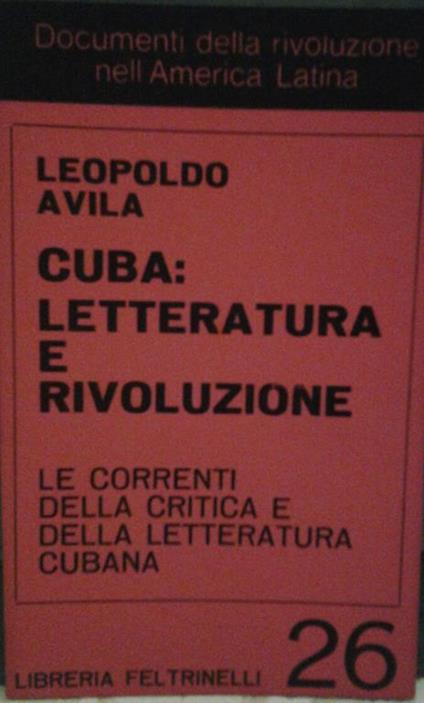 Documenti della rivoluzione
nell'America Latina
LEOPOLDO
AVILA
CUBA:
LETTERATURA
E
RIVOLUZIONE
LE CORRENTI
DELLA CRITICA E
DELLA LETTERATURA
CUBANA
LIBRERIA FELTRINELLI 26